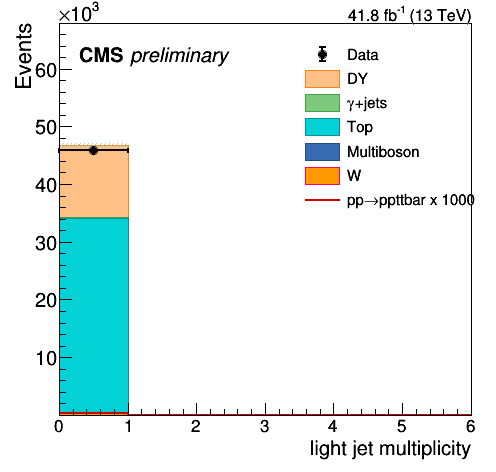 ×10³
41.8 fb⁻¹ (13 TeV)
Events
CMS preliminary
Data
DY
γ+jets
Top
Multiboson
W
pp→ppttbar x 1000
60
50
40
30
20
10
0 1 2 3 4 5 6
light jet multiplicity